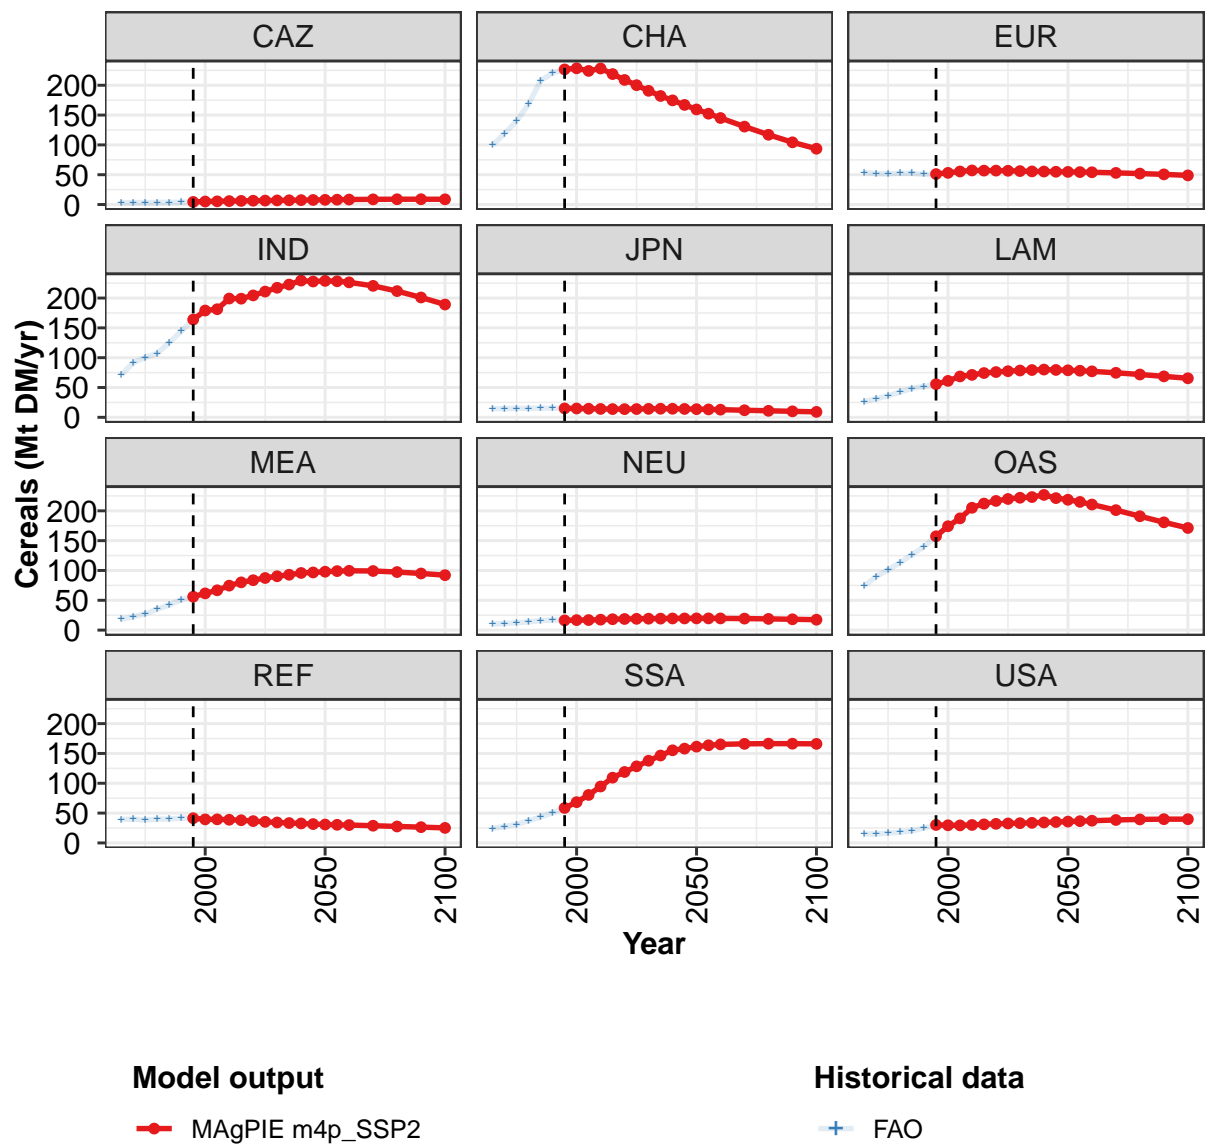 CAZ CHA EUR
200
150
100
50
0
IND JPN LAM
200
150
100
50
0
MEA NEU OAS
200
150
100
50
0
REF SSA USA
200
150
100
50
0
Cereals (Mt DM/yr)
2000 2050 2100 2000 2050 2100 2000 2050 2100
Year
Model output Historical data
MAgPIE m4p_SSP2 FAO